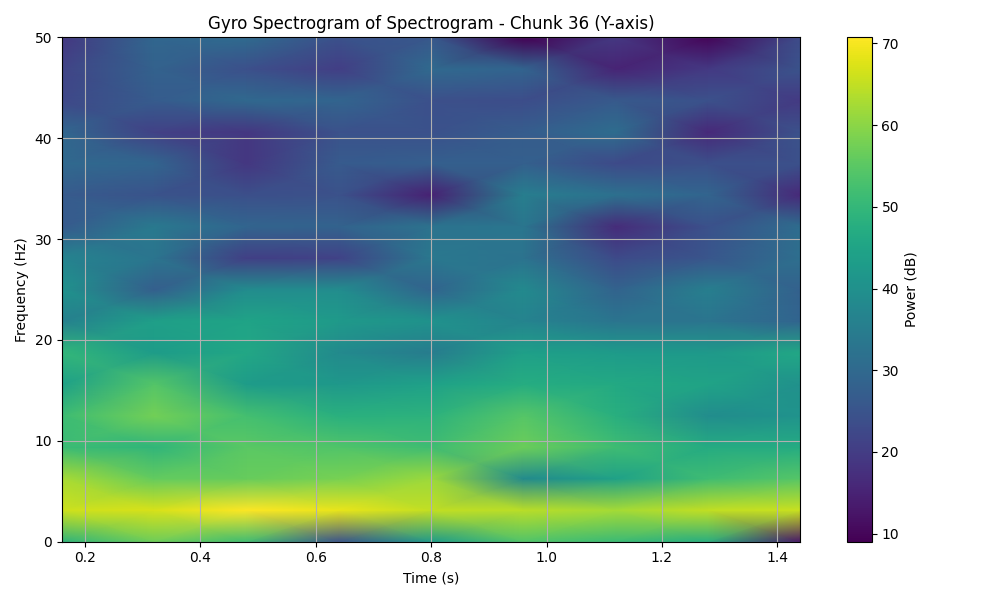 Gyro Spectrogram of Spectrogram - Chunk 36 (Y-axis)
50
40
30
20
10
0
Frequency (Hz)
0.2 0.4 0.6 0.8 1.0 1.2 1.4
Time (s)
70
60
50
40
30
20
10
Power (dB)